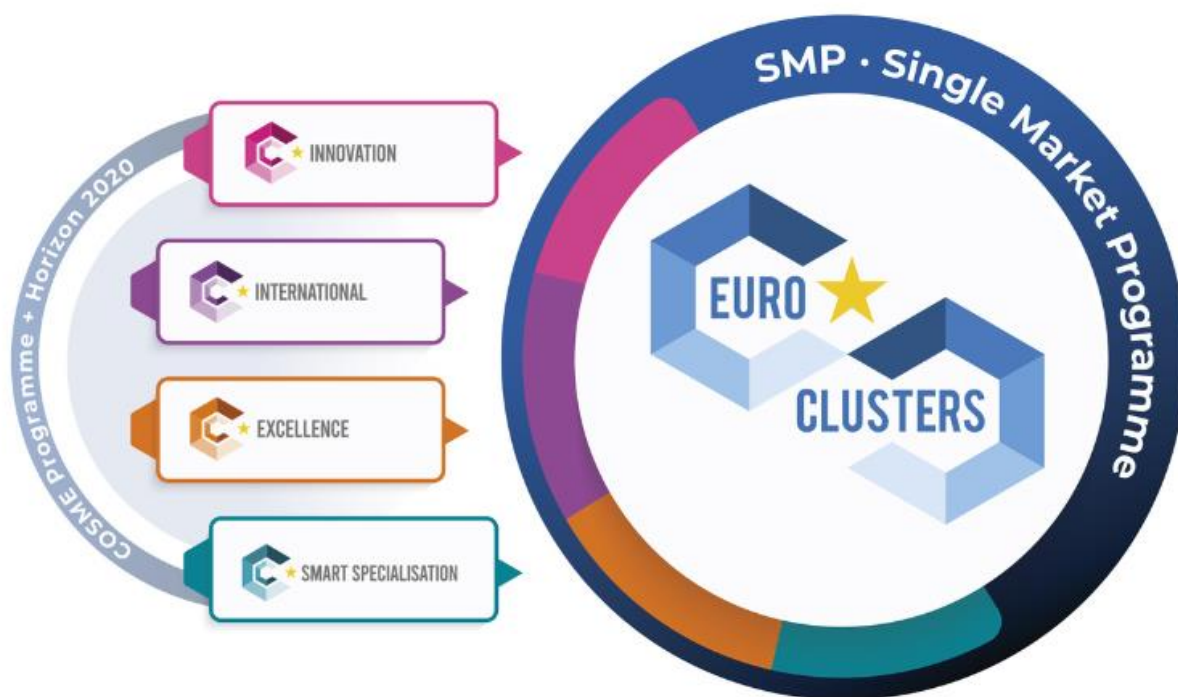 COSME Programme + Horizon 2020
INNOVATION
INTERNATIONAL
EXCELLENCE
SMART SPECIALISATION
SMP · Single Market Programme
EURO
CLUSTERS